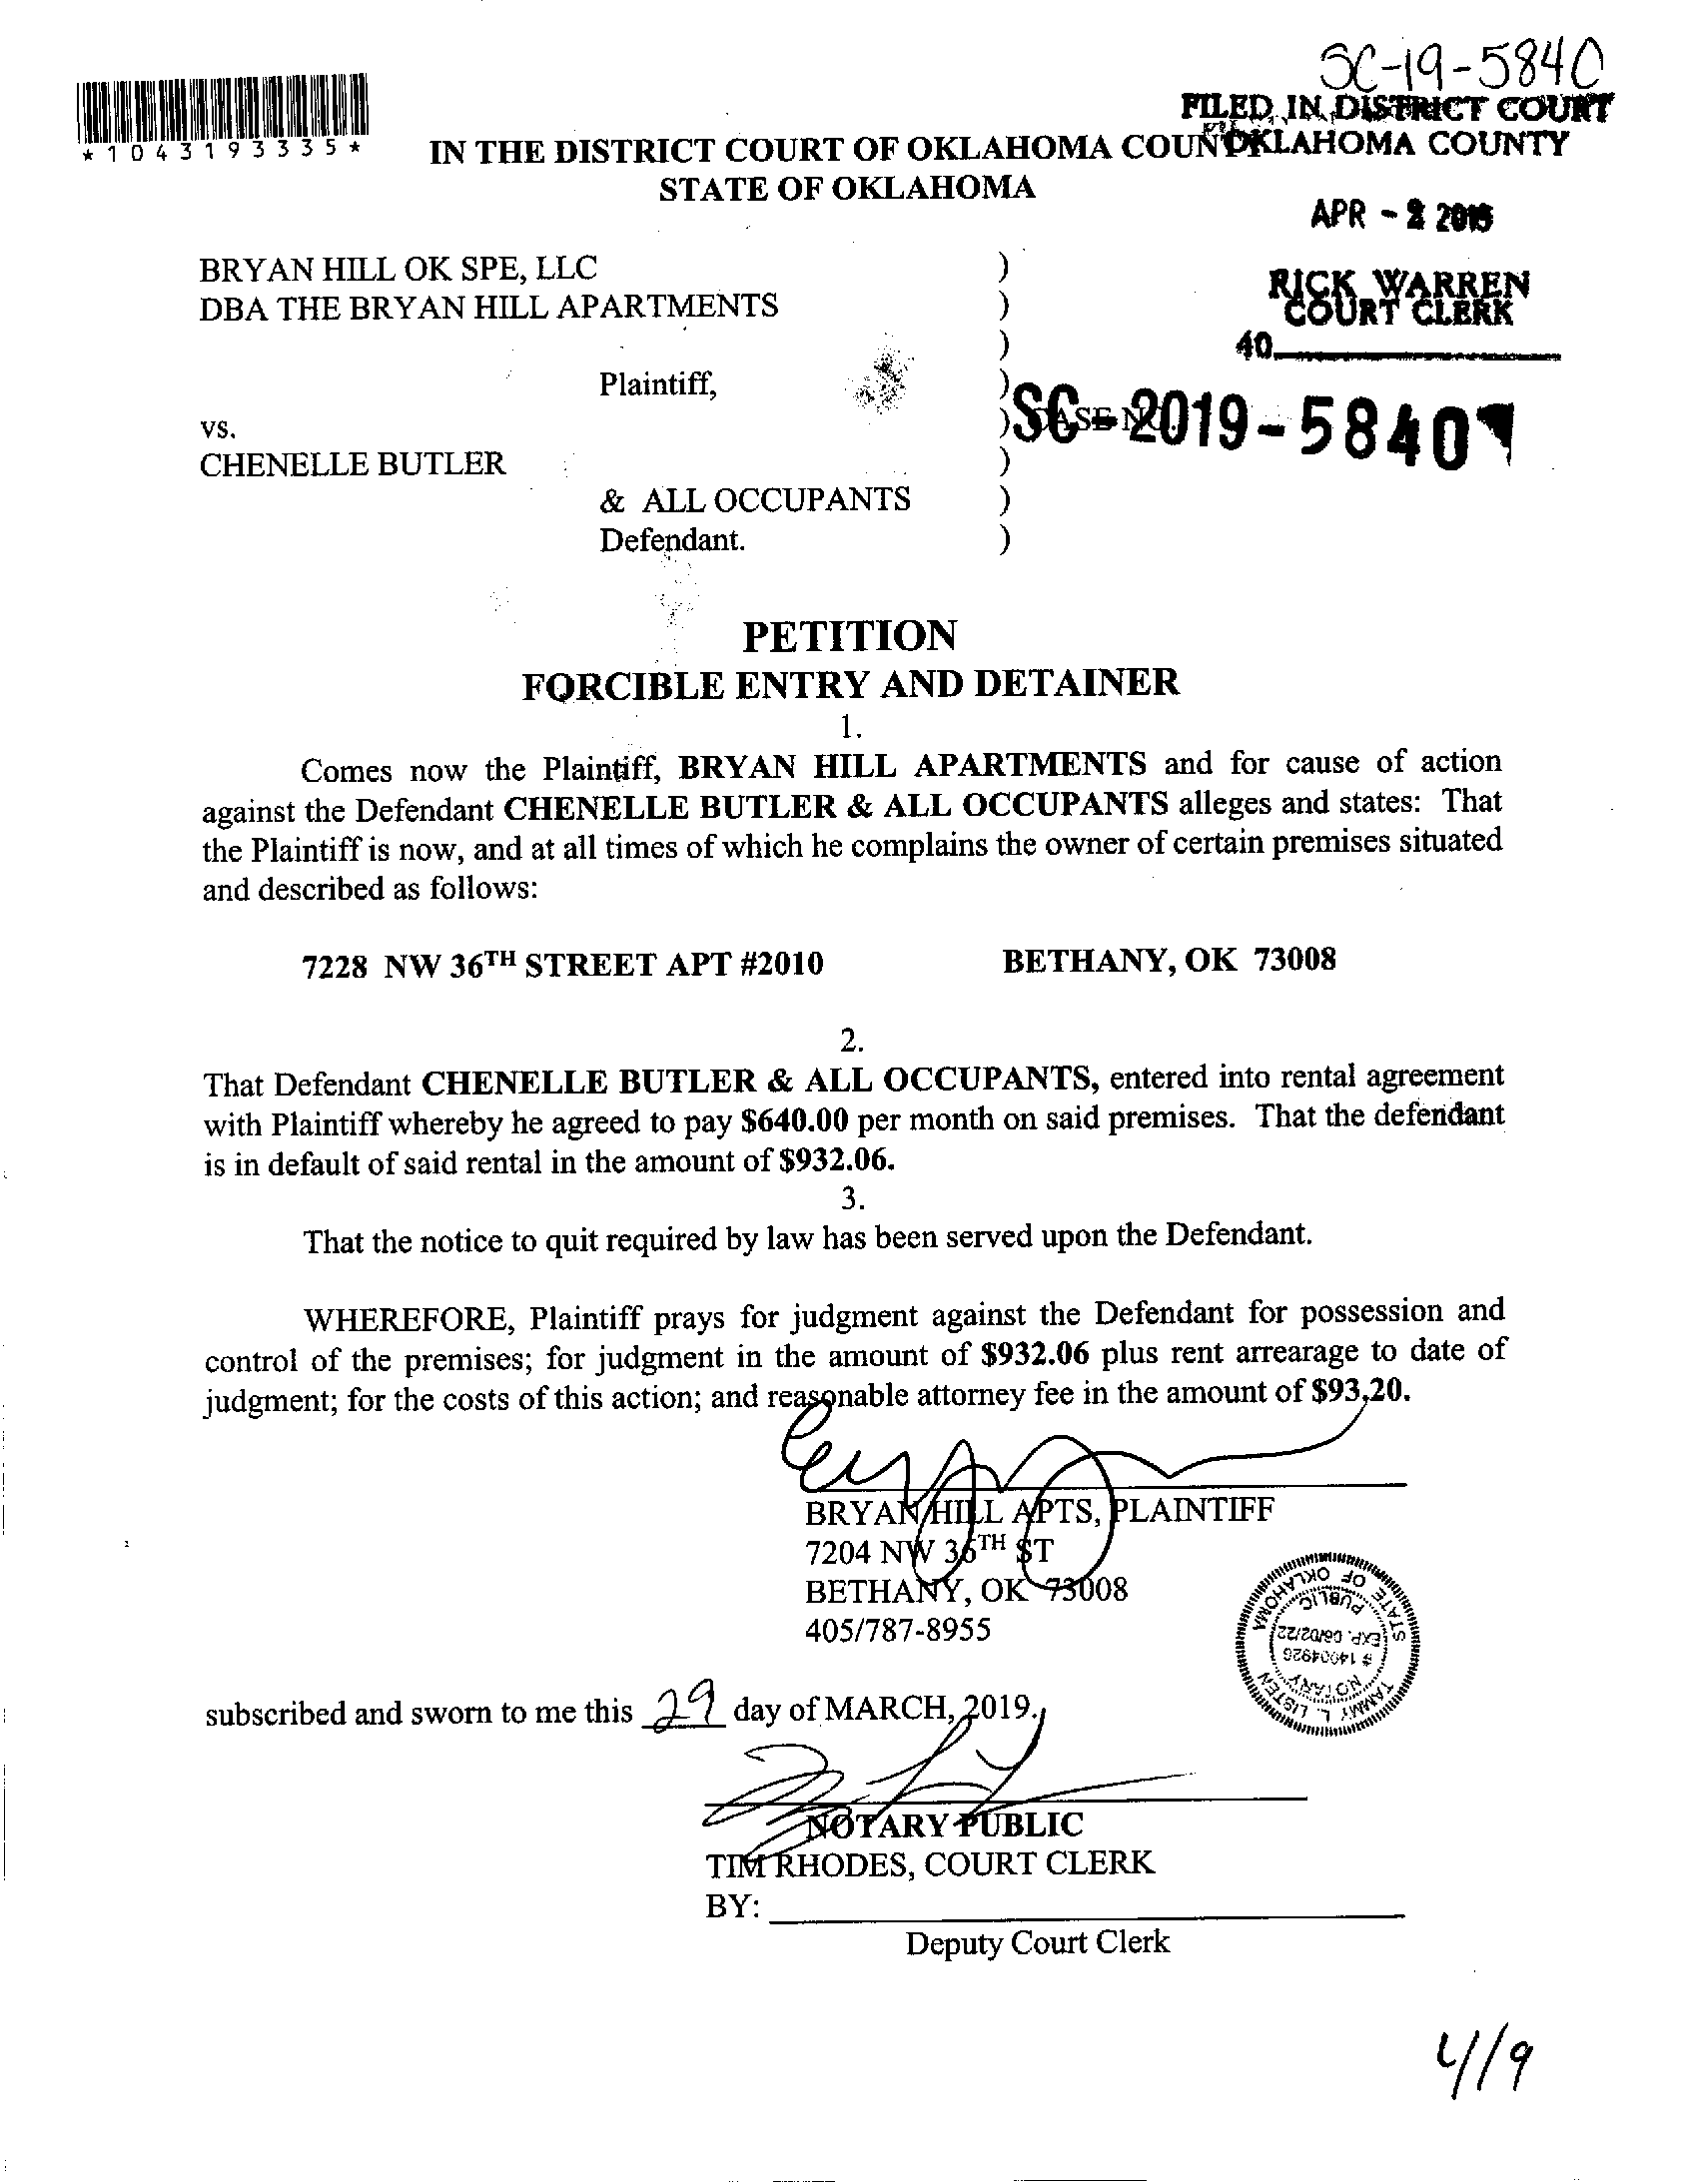 SC-19-5840
FILED IN DISTRICT COURT
OKLAHOMA COUNTY
*1043193335*
IN THE DISTRICT COURT OF OKLAHOMA
STATE OF OKLAHOMA
APR - 2 2019
BRYAN HILL OK SPE, LLC )
DBA THE BRYAN HILL APARTMENTS )
RICK WARREN
COURT CLERK
40
)
Plaintiff, )
)
SC-2019-5840
vs.
CHENELLE BUTLER )
& ALL OCCUPANTS )
Defendant. )
PETITION
FORCIBLE ENTRY AND DETAINER
1.
Comes now the Plaintiff, BRYAN HILL APARTMENTS and for cause of action
against the Defendant CHENELLE BUTLER & ALL OCCUPANTS alleges and states: That
the Plaintiff is now, and at all times of which he complains the owner of certain premises situated
and described as follows:
7228 NW 36TH STREET APT #2010 BETHANY, OK 73008
2.
That Defendant CHENELLE BUTLER & ALL OCCUPANTS, entered into rental agreement
with Plaintiff whereby he agreed to pay $640.00 per month on said premises. That the defendant
is in default of said rental in the amount of $932.06.
3.
That the notice to quit required by law has been served upon the Defendant.
WHEREFORE, Plaintiff prays for judgment against the Defendant for possession and
control of the premises; for judgment in the amount of $932.06 plus rent arrearage to date of
judgment; for the costs of this action; and reasonable attorney fee in the amount of $93.20.
BRYAN HILL APTS, PLAINTIFF
7204 NW 36TH ST
BETHANY, OK 73008
405/787-8955
TAMMY L. LISTEN
NOTARY
# 14004926
EXP. 06/02/22
PUBLIC
STATE OF OKLAHOMA
subscribed and sworn to me this 29 day of MARCH, 2019.
NOTARY PUBLIC
TIM RHODES, COURT CLERK
BY:
Deputy Court Clerk
4/19